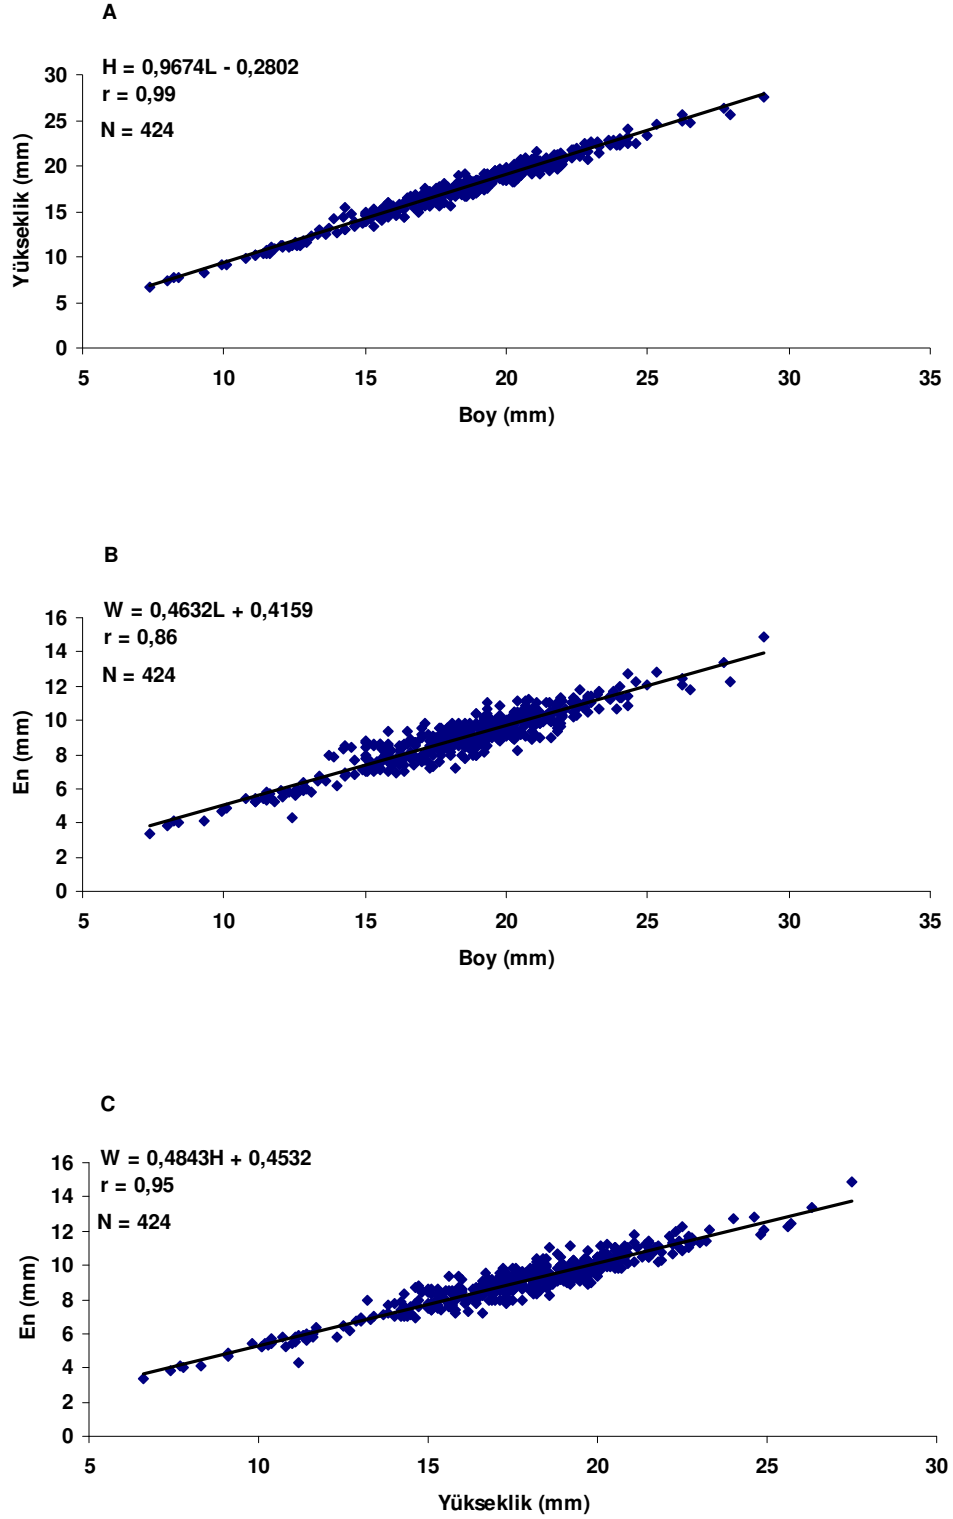 A
H = 0,9674L - 0,2802
r = 0,99
N = 424
30
25
20
15
10
5
0
Yükseklik (mm)
5 10 15 20 25 30 35
Boy (mm)
B
W = 0,4632L + 0,4159
r = 0,86
N = 424
16
14
12
10
8
6
4
2
0
En (mm)
5 10 15 20 25 30 35
Boy (mm)
C
W = 0,4843H + 0,4532
r = 0,95
N = 424
16
14
12
10
8
6
4
2
0
En (mm)
5 10 15 20 25 30
Yükseklik (mm)